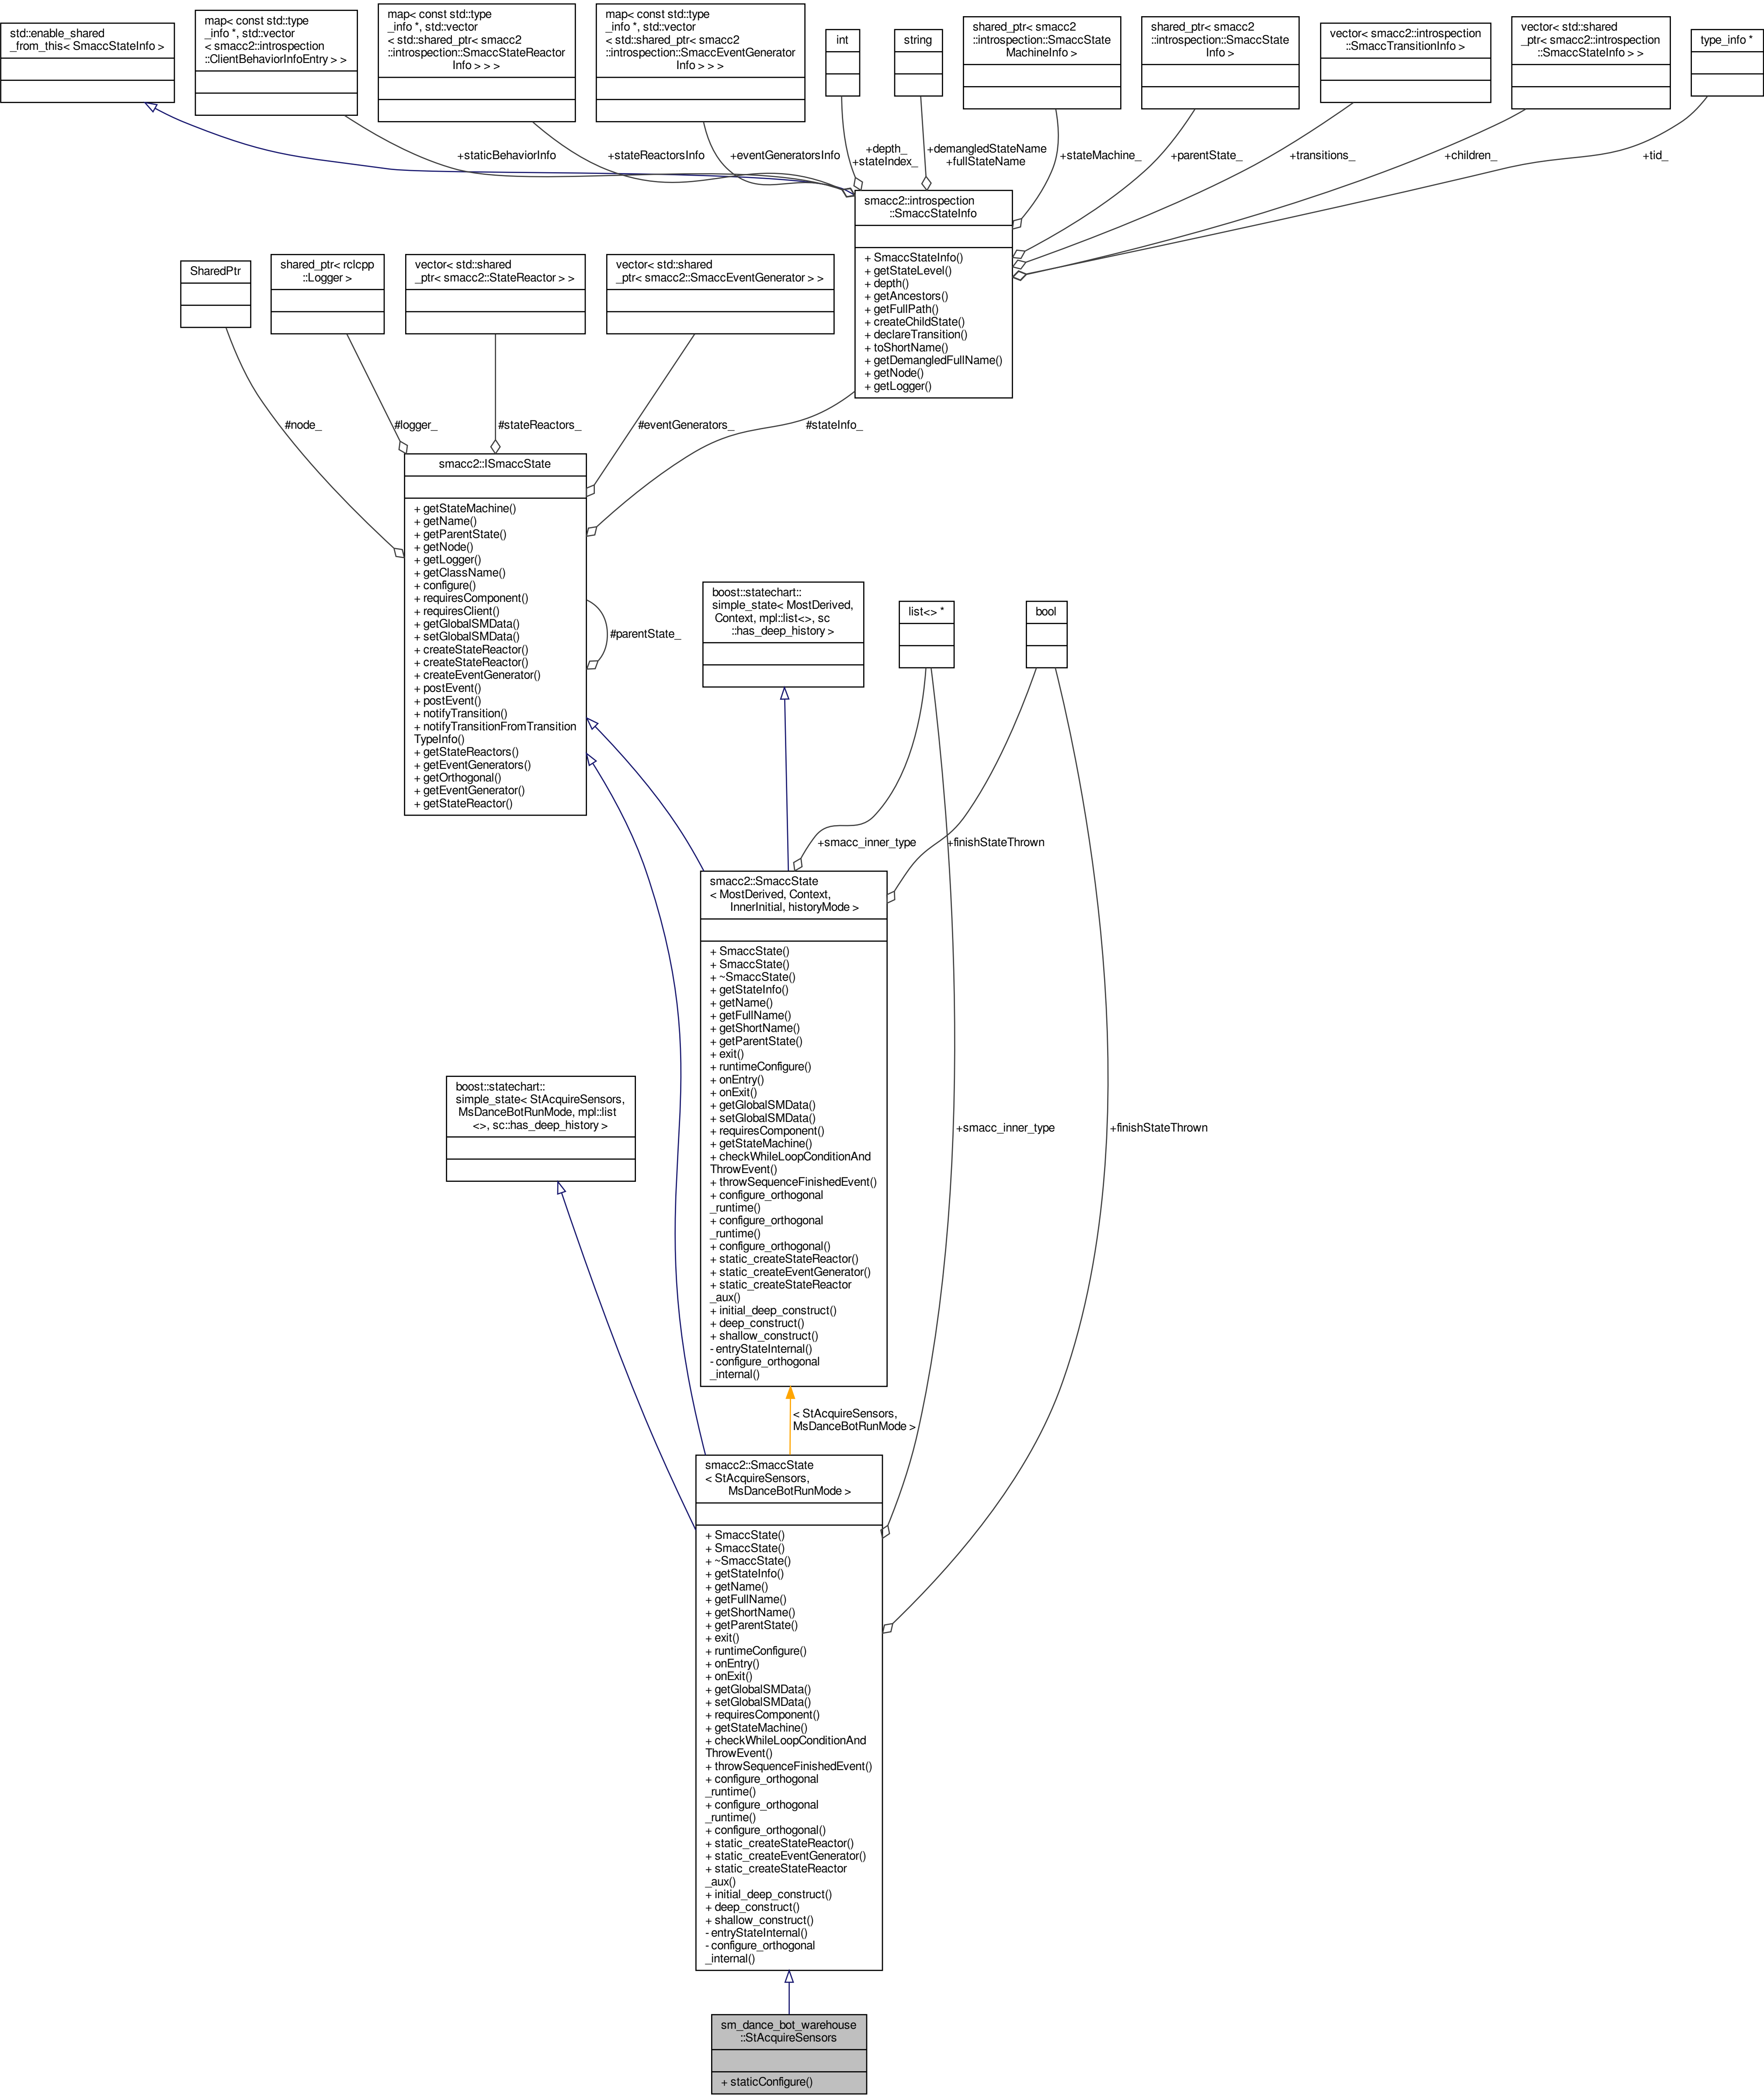 std::enable_shared
_from_this< SmaccStateInfo >
map< const std::type
_info *, std::vector
< smacc2::introspection
::ClientBehaviorInfoEntry > >
map< const std::type
_info *, std::vector
< std::shared_ptr< smacc2
::introspection::SmaccStateReactor
Info > > >
map< const std::type
_info *, std::vector
< std::shared_ptr< smacc2
::introspection::SmaccEventGenerator
Info > > >
int
string
shared_ptr< smacc2
::introspection::SmaccState
MachineInfo >
shared_ptr< smacc2
::introspection::SmaccState
Info >
vector< smacc2::introspection
::SmaccTransitionInfo >
vector< std::shared
_ptr< smacc2::introspection
::SmaccStateInfo > >
type_info *
+staticBehaviorInfo
+stateReactorsInfo
+eventGeneratorsInfo
+depth_
+stateIndex_
+demangledStateName
+fullStateName
+stateMachine_
+parentState_
+transitions_
+children_
+tid_
smacc2::introspection
::SmaccStateInfo
+ SmaccStateInfo()
+ getStateLevel()
+ depth()
+ getAncestors()
+ getFullPath()
+ createChildState()
+ declareTransition()
+ toShortName()
+ getDemangledFullName()
+ getNode()
+ getLogger()
SharedPtr
shared_ptr< rclcpp
::Logger >
vector< std::shared
_ptr< smacc2::StateReactor > >
vector< std::shared
_ptr< smacc2::SmaccEventGenerator > >
#node_
#logger_
#stateReactors_
#eventGenerators_
#stateInfo_
smacc2::ISmaccState
+ getStateMachine()
+ getName()
+ getParentState()
+ getNode()
+ getLogger()
+ getClassName()
+ configure()
+ requiresComponent()
+ requiresClient()
+ getGlobalSMData()
+ setGlobalSMData()
+ createStateReactor()
+ createStateReactor()
+ createEventGenerator()
+ postEvent()
+ postEvent()
+ notifyTransition()
+ notifyTransitionFromTransition
TypeInfo()
+ getStateReactors()
+ getEventGenerators()
+ getOrthogonal()
+ getEventGenerator()
+ getStateReactor()
#parentState_
boost::statechart::
simple_state< MostDerived,
Context, mpl::list<>, sc
::has_deep_history >
list<> *
bool
+smacc_inner_type
+finishStateThrown
smacc2::SmaccState
< MostDerived, Context,
InnerInitial, historyMode >
+ SmaccState()
+ SmaccState()
+ ~SmaccState()
+ getStateInfo()
+ getName()
+ getFullName()
+ getShortName()
+ getParentState()
+ exit()
+ runtimeConfigure()
+ onEntry()
+ onExit()
+ getGlobalSMData()
+ setGlobalSMData()
+ requiresComponent()
+ getStateMachine()
+ checkWhileLoopConditionAnd
ThrowEvent()
+ throwSequenceFinishedEvent()
+ configure_orthogonal
_runtime()
+ configure_orthogonal
_runtime()
+ configure_orthogonal()
+ static_createStateReactor()
+ static_createEventGenerator()
+ static_createStateReactor
_aux()
+ initial_deep_construct()
+ deep_construct()
+ shallow_construct()
- entryStateInternal()
- configure_orthogonal
_internal()
boost::statechart::
simple_state< StAcquireSensors,
MsDanceBotRunMode, mpl::list
<>, sc::has_deep_history >
+smacc_inner_type
+finishStateThrown
< StAcquireSensors,
MsDanceBotRunMode >
smacc2::SmaccState
< StAcquireSensors,
MsDanceBotRunMode >
+ SmaccState()
+ SmaccState()
+ ~SmaccState()
+ getStateInfo()
+ getName()
+ getFullName()
+ getShortName()
+ getParentState()
+ exit()
+ runtimeConfigure()
+ onEntry()
+ onExit()
+ getGlobalSMData()
+ setGlobalSMData()
+ requiresComponent()
+ getStateMachine()
+ checkWhileLoopConditionAnd
ThrowEvent()
+ throwSequenceFinishedEvent()
+ configure_orthogonal
_runtime()
+ configure_orthogonal
_runtime()
+ configure_orthogonal()
+ static_createStateReactor()
+ static_createEventGenerator()
+ static_createStateReactor
_aux()
+ initial_deep_construct()
+ deep_construct()
+ shallow_construct()
- entryStateInternal()
- configure_orthogonal
_internal()
sm_dance_bot_warehouse
::StAcquireSensors
+ staticConfigure()